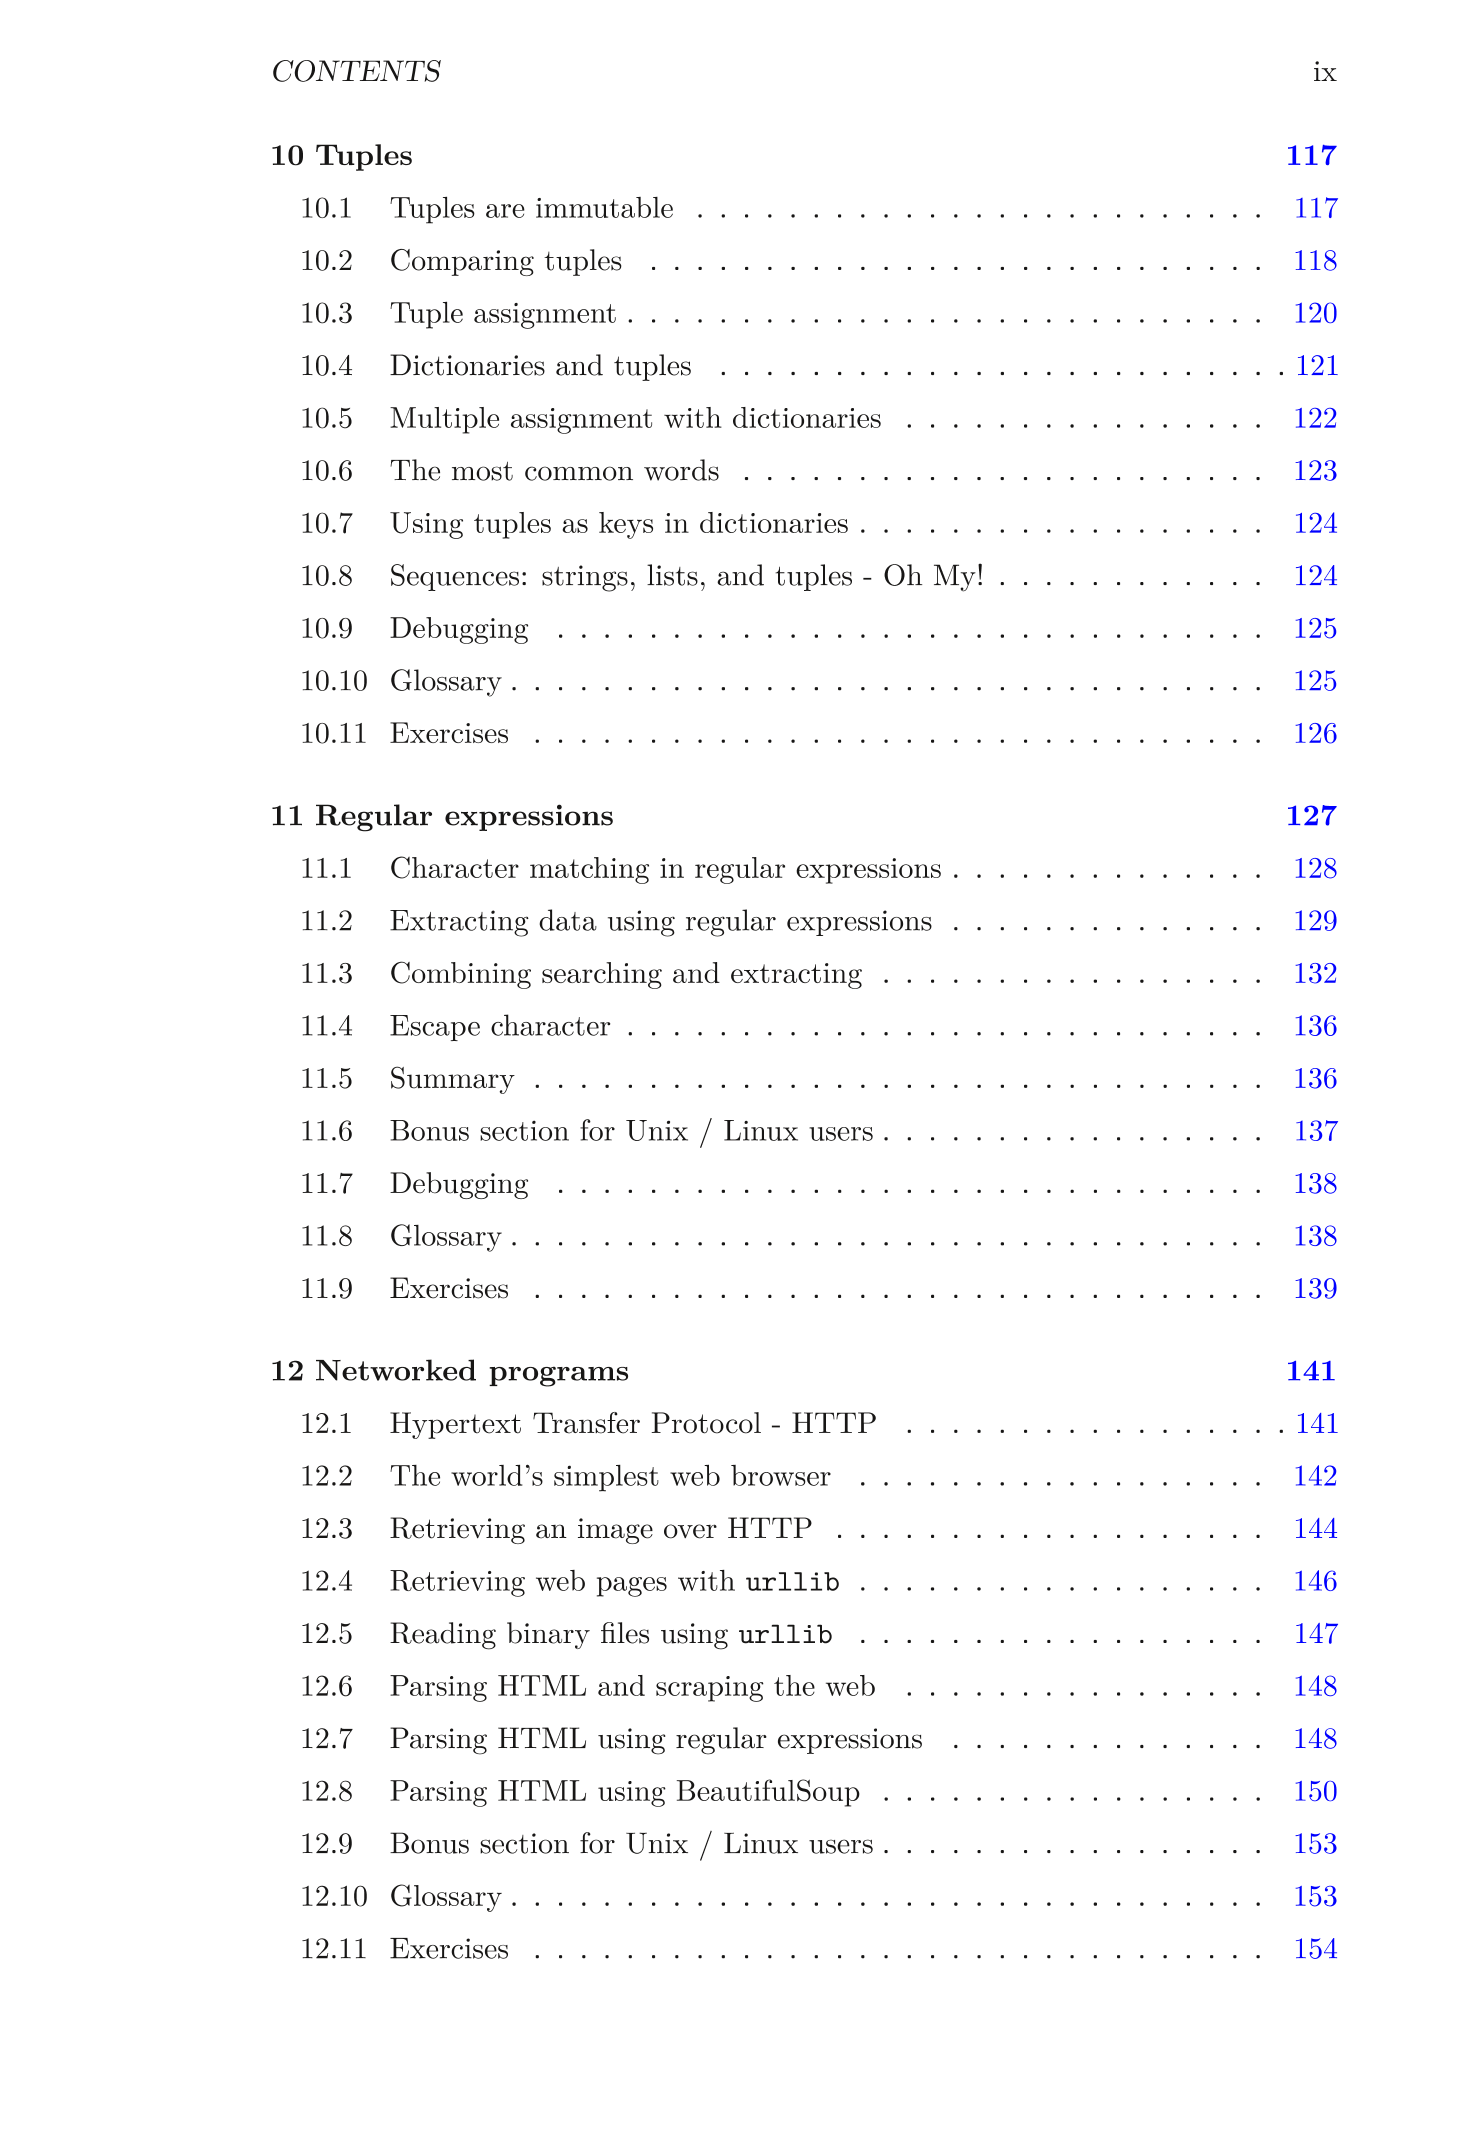 CONTENTS ix
10 Tuples 117
10.1 Tuples are immutable . . . . . . . . . . . . . . . . . . . . . . . . . 117
10.2 Comparing tuples . . . . . . . . . . . . . . . . . . . . . . . . . . . 118
10.3 Tuple assignment . . . . . . . . . . . . . . . . . . . . . . . . . . . . 120
10.4 Dictionaries and tuples . . . . . . . . . . . . . . . . . . . . . . . . . 121
10.5 Multiple assignment with dictionaries . . . . . . . . . . . . . . . . 122
10.6 The most common words . . . . . . . . . . . . . . . . . . . . . . . 123
10.7 Using tuples as keys in dictionaries . . . . . . . . . . . . . . . . . . 124
10.8 Sequences: strings, lists, and tuples - Oh My! . . . . . . . . . . . . 124
10.9 Debugging . . . . . . . . . . . . . . . . . . . . . . . . . . . . . . . 125
10.10 Glossary . . . . . . . . . . . . . . . . . . . . . . . . . . . . . . . . . 125
10.11 Exercises . . . . . . . . . . . . . . . . . . . . . . . . . . . . . . . . 126
11 Regular expressions 127
11.1 Character matching in regular expressions . . . . . . . . . . . . . . 128
11.2 Extracting data using regular expressions . . . . . . . . . . . . . . 129
11.3 Combining searching and extracting . . . . . . . . . . . . . . . . . 132
11.4 Escape character . . . . . . . . . . . . . . . . . . . . . . . . . . . . 136
11.5 Summary . . . . . . . . . . . . . . . . . . . . . . . . . . . . . . . . 136
11.6 Bonus section for Unix / Linux users . . . . . . . . . . . . . . . . . 137
11.7 Debugging . . . . . . . . . . . . . . . . . . . . . . . . . . . . . . . 138
11.8 Glossary . . . . . . . . . . . . . . . . . . . . . . . . . . . . . . . . . 138
11.9 Exercises . . . . . . . . . . . . . . . . . . . . . . . . . . . . . . . . 139
12 Networked programs 141
12.1 Hypertext Transfer Protocol - HTTP . . . . . . . . . . . . . . . . . 141
12.2 The world's simplest web browser . . . . . . . . . . . . . . . . . . 142
12.3 Retrieving an image over HTTP . . . . . . . . . . . . . . . . . . . 144
12.4 Retrieving web pages with urllib . . . . . . . . . . . . . . . . . . 146
12.5 Reading binary files using urllib . . . . . . . . . . . . . . . . . . 147
12.6 Parsing HTML and scraping the web . . . . . . . . . . . . . . . . 148
12.7 Parsing HTML using regular expressions . . . . . . . . . . . . . . 148
12.8 Parsing HTML using BeautifulSoup . . . . . . . . . . . . . . . . . 150
12.9 Bonus section for Unix / Linux users . . . . . . . . . . . . . . . . . 153
12.10 Glossary . . . . . . . . . . . . . . . . . . . . . . . . . . . . . . . . . 153
12.11 Exercises . . . . . . . . . . . . . . . . . . . . . . . . . . . . . . . . 154